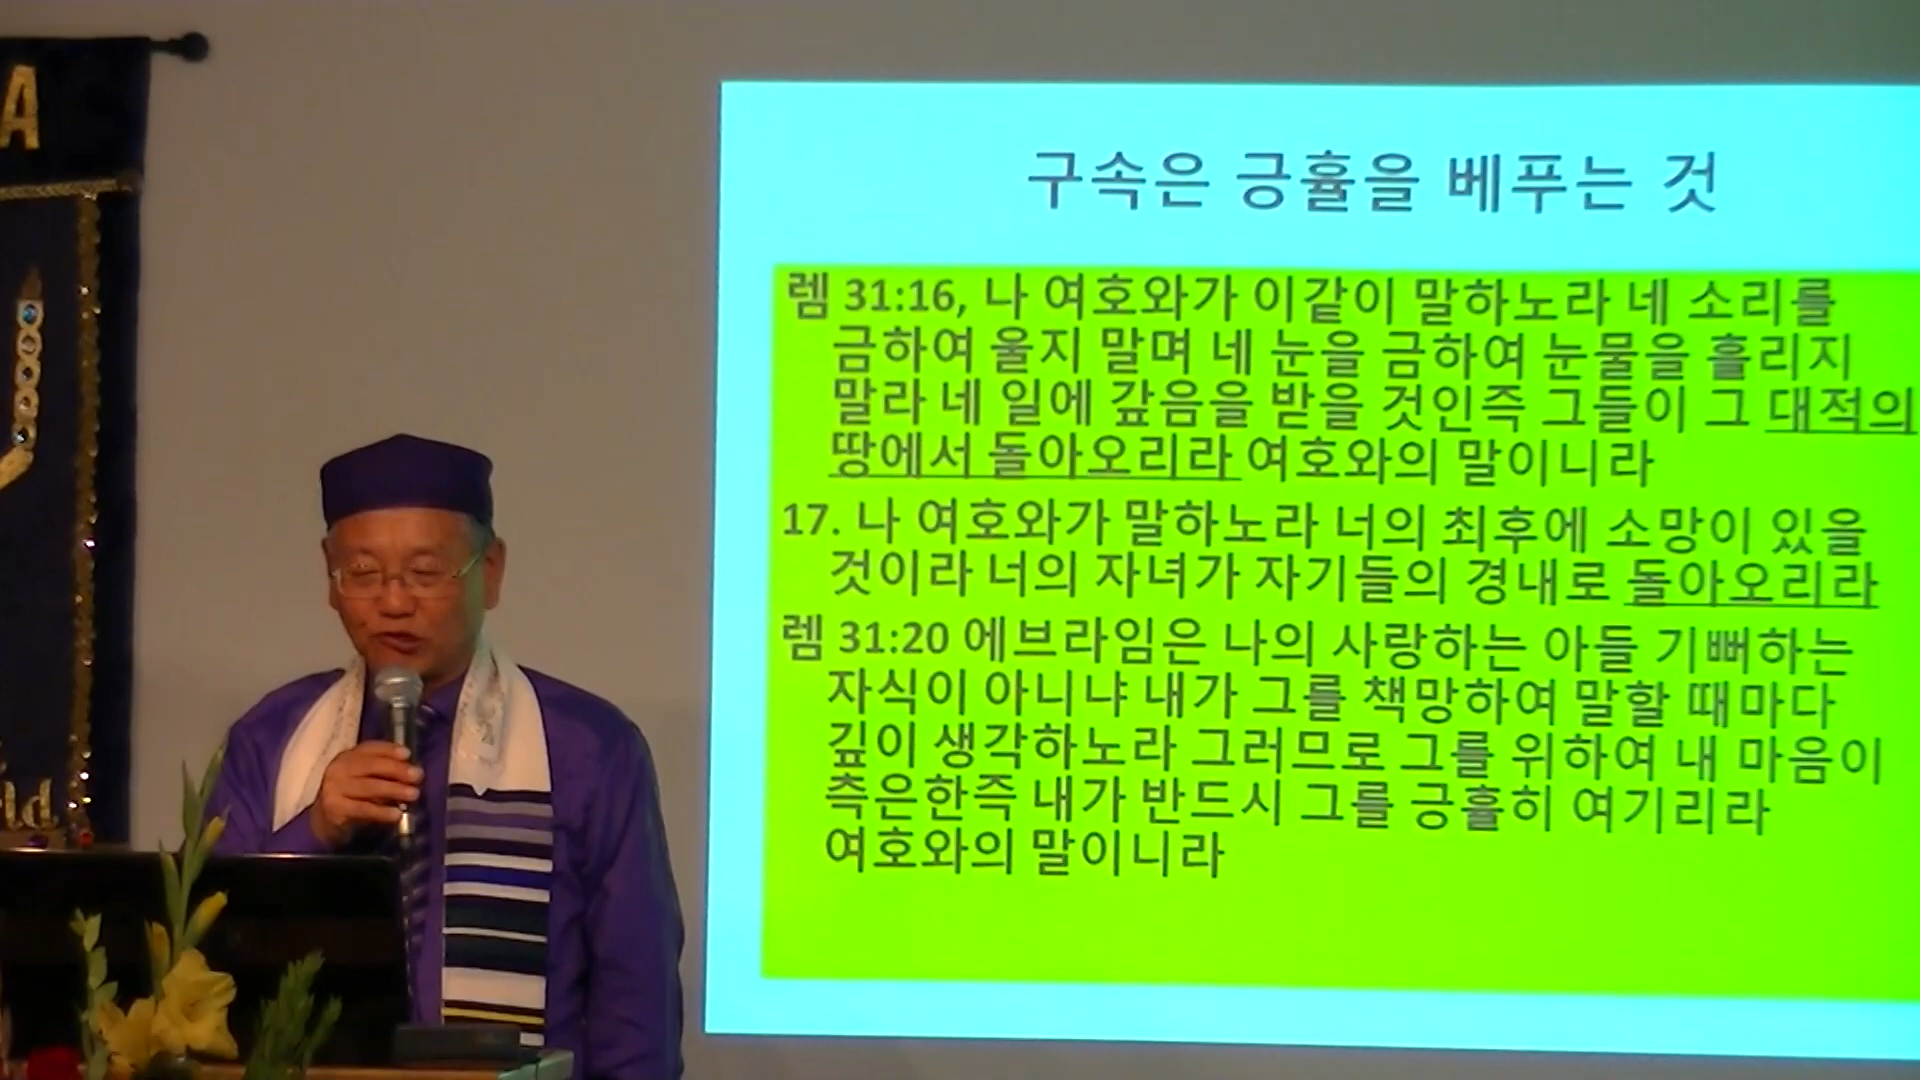 A
구속은 긍휼을 베푸는 것
렘 31:16, 나 여호와가 이같이 말하노라 네 소리를
금하여 울지 말며 네 눈을 금하여 눈물을 흘리지
말라 네 일에 갚음을 받을 것인즉 그들이 그 대적의
땅에서 돌아오리라 여호와의 말이니라
17. 나 여호와가 말하노라 너의 최후에 소망이 있을
것이라 너의 자녀가 자기들의 경내로 돌아오리라
렘 31:20 에브라임은 나의 사랑하는 아들 기뻐하는
자식이 아니냐 내가 그를 책망하여 말할 때마다
깊이 생각하노라 그러므로 그를 위하여 내 마음이
측은한즉 내가 반드시 그를 긍휼히 여기리라
여호와의 말이니라